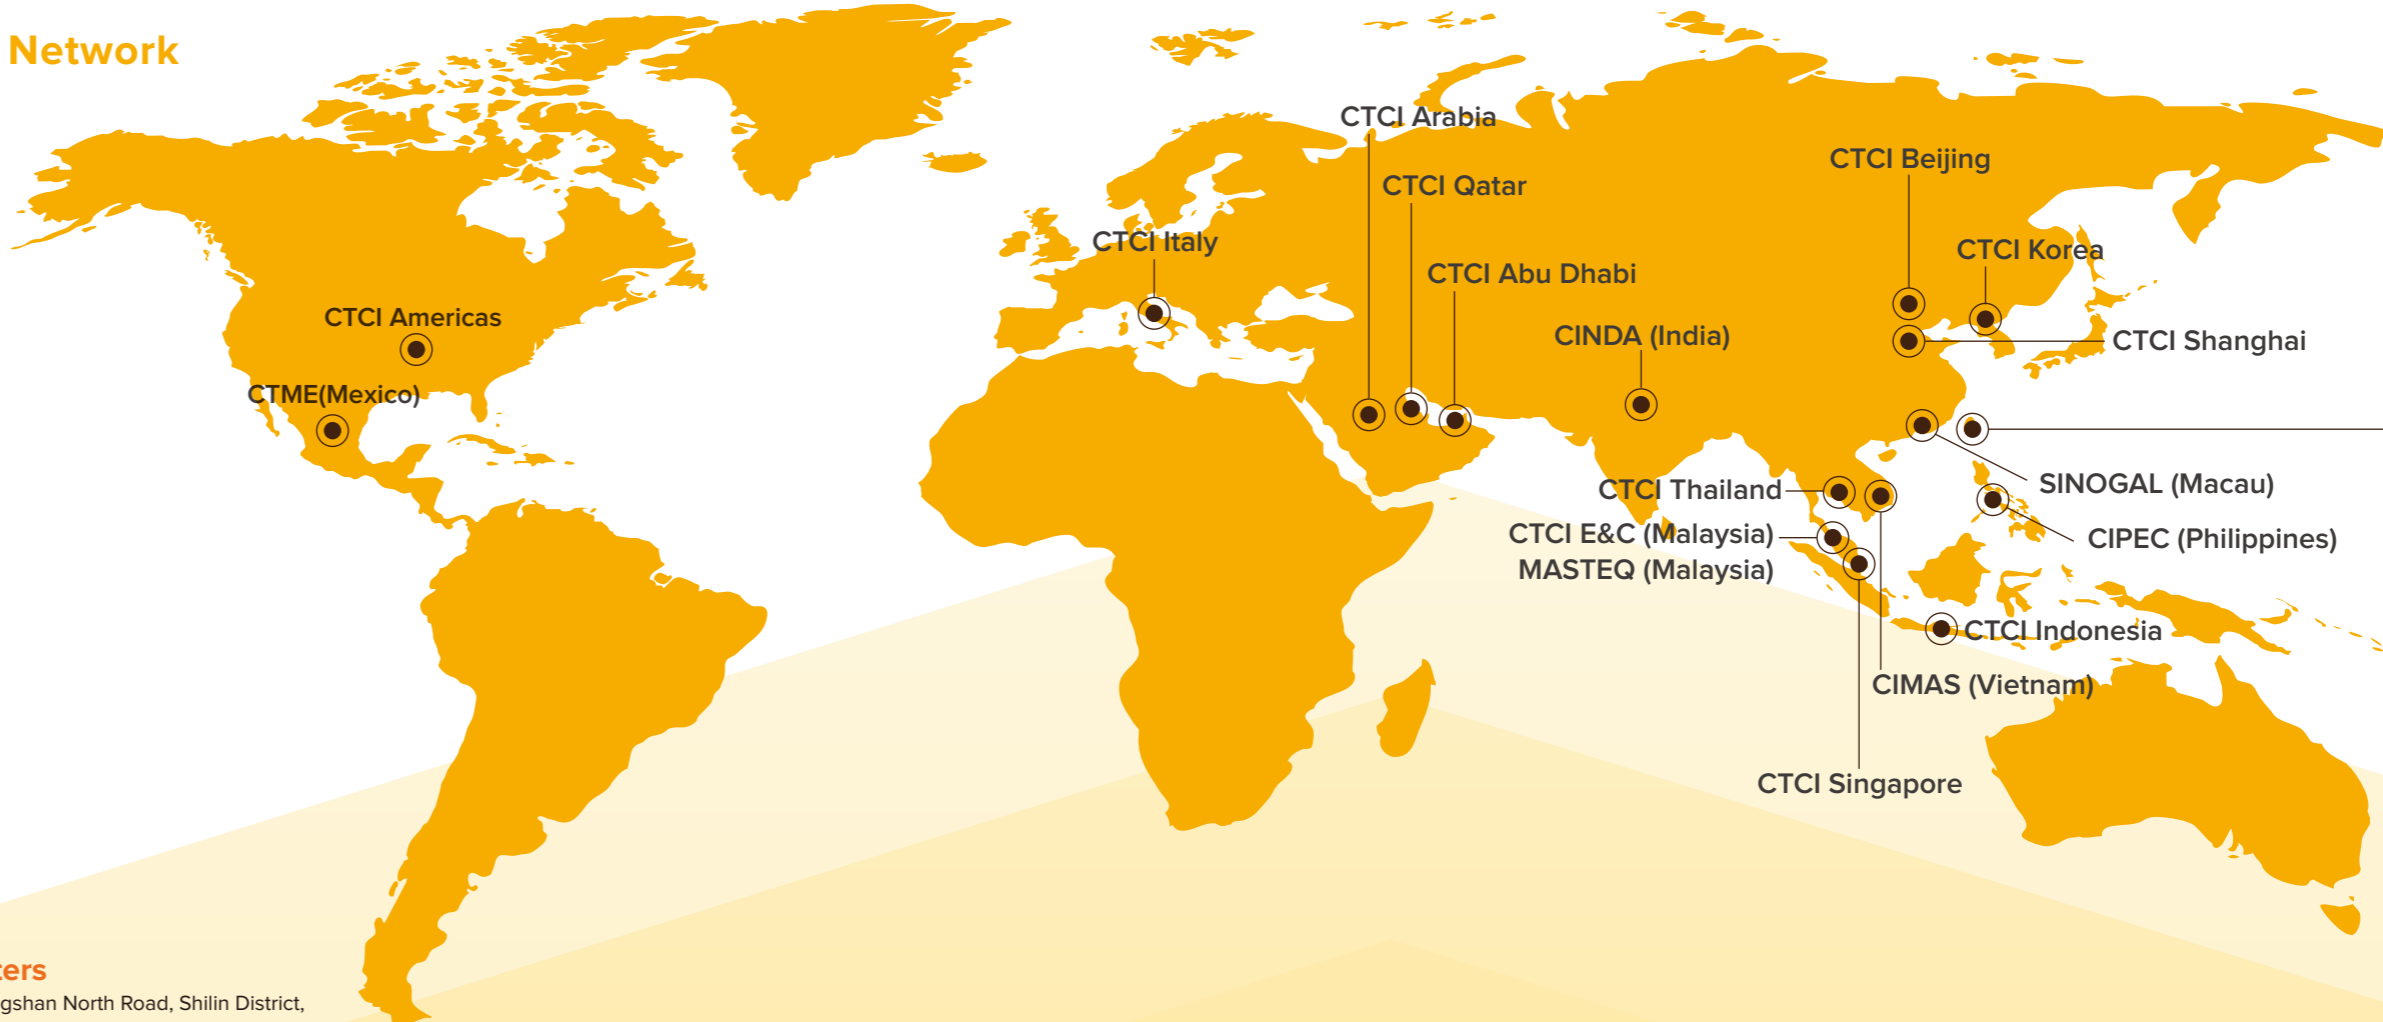 Network
CTCI Arabia
CTCI Beijing
CTCI Qatar
CTCI Italy
CTCI Korea
CTCI Abu Dhabi
CTCI Americas
CINDA (India)
CTCI Shanghai
CTME(Mexico)
SINOGAL (Macau)
CTCI Thailand
CTCI E&C (Malaysia)
CIPEC (Philippines)
MASTEQ (Malaysia)
CTCI Indonesia
CIMAS (Vietnam)
CTCI Singapore
ters
gshan North Road, Shilin District,